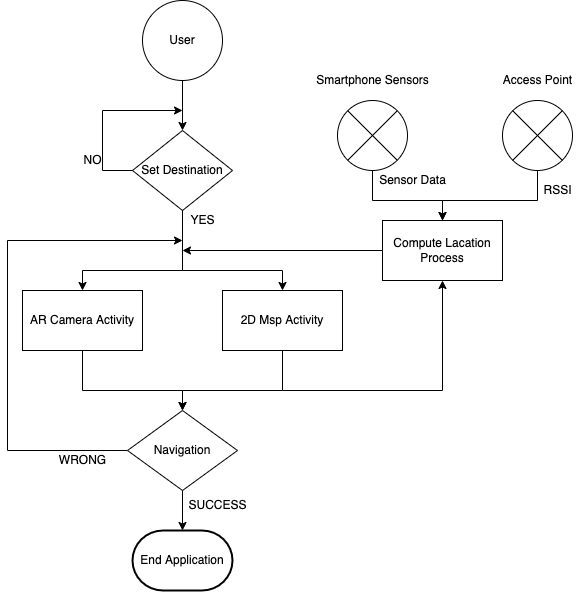 User
Smartphone Sensors
Access Point
NO
Set Destination
Sensor Data
RSSI
YES
Compute Lacation
Process
AR Camera Activity
2D Msp Activity
Navigation
WRONG
SUCCESS
End Application